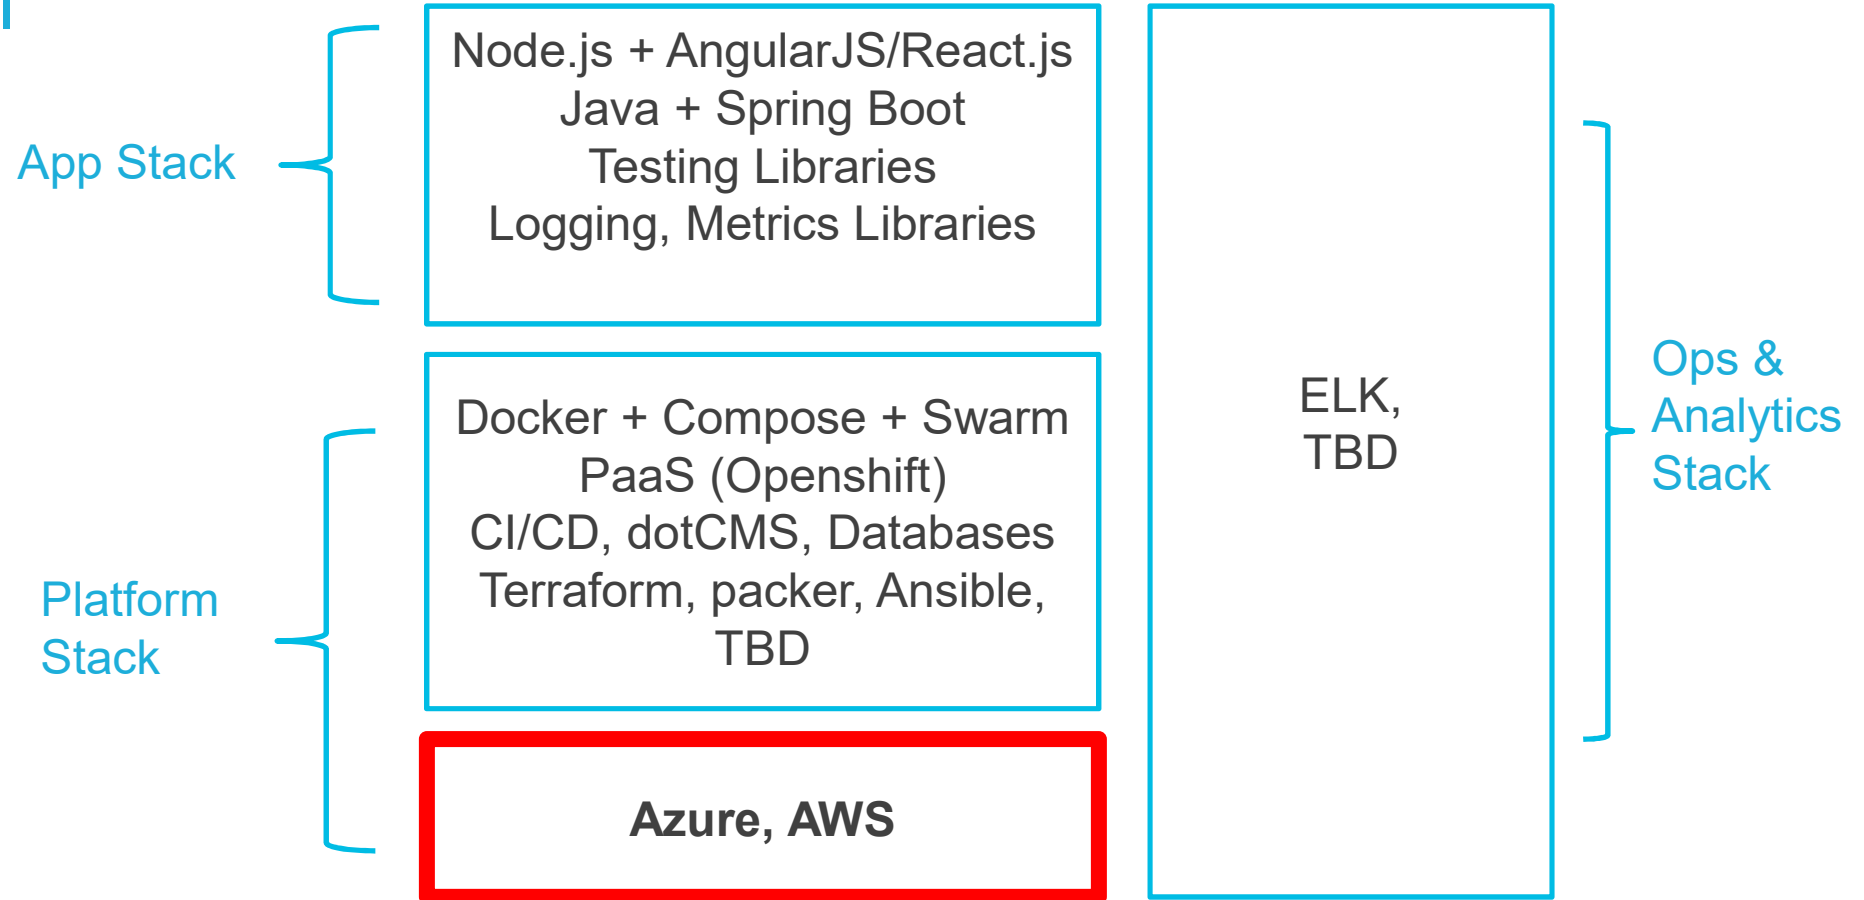 App Stack
Node.js + AngularJS/React.js
Java + Spring Boot
Testing Libraries
Logging, Metrics Libraries
Platform
Stack
Docker + Compose + Swarm
PaaS (Openshift)
CI/CD, dotCMS, Databases
Terraform, packer, Ansible,
TBD
Azure, AWS
ELK,
TBD
Ops &
Analytics
Stack